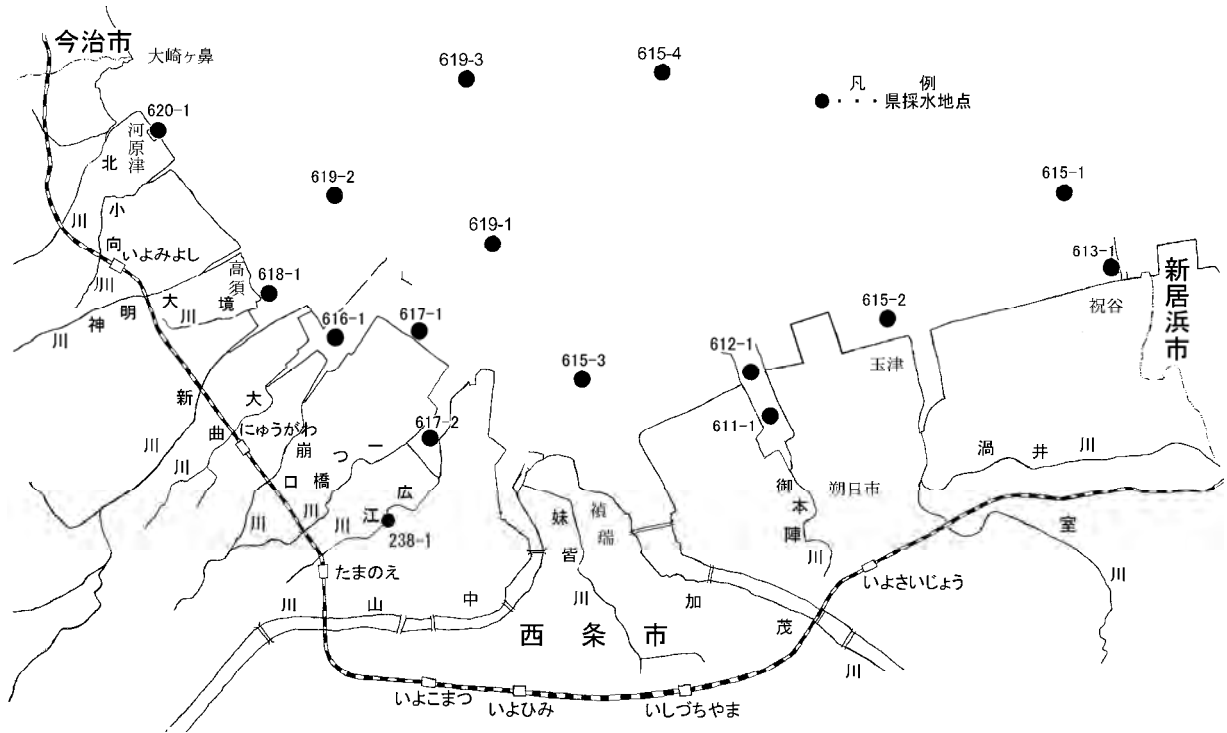 今治市
大崎ヶ鼻
619-3
615-4
凡 例
●・・・県採水地点
620-1
河原津
北川
619-2
615-1
小向川
619-1
613-1
新居浜市
いよみよし
高須
618-1
祝谷
大明神川
境川
616-1
617-1
615-2
612-1
玉津
615-3
新川
大曲川
にゅうがわ
611-1
617-2
崩口川
一つ橋川
渦井川
広江川
238-1
御本陣川
朔日市
妹皆川
禎瑞
室川
たまのえ
いよさいじょう
中山川
加茂川
西条市
いよこまつ
いよひみ
いしづちやま